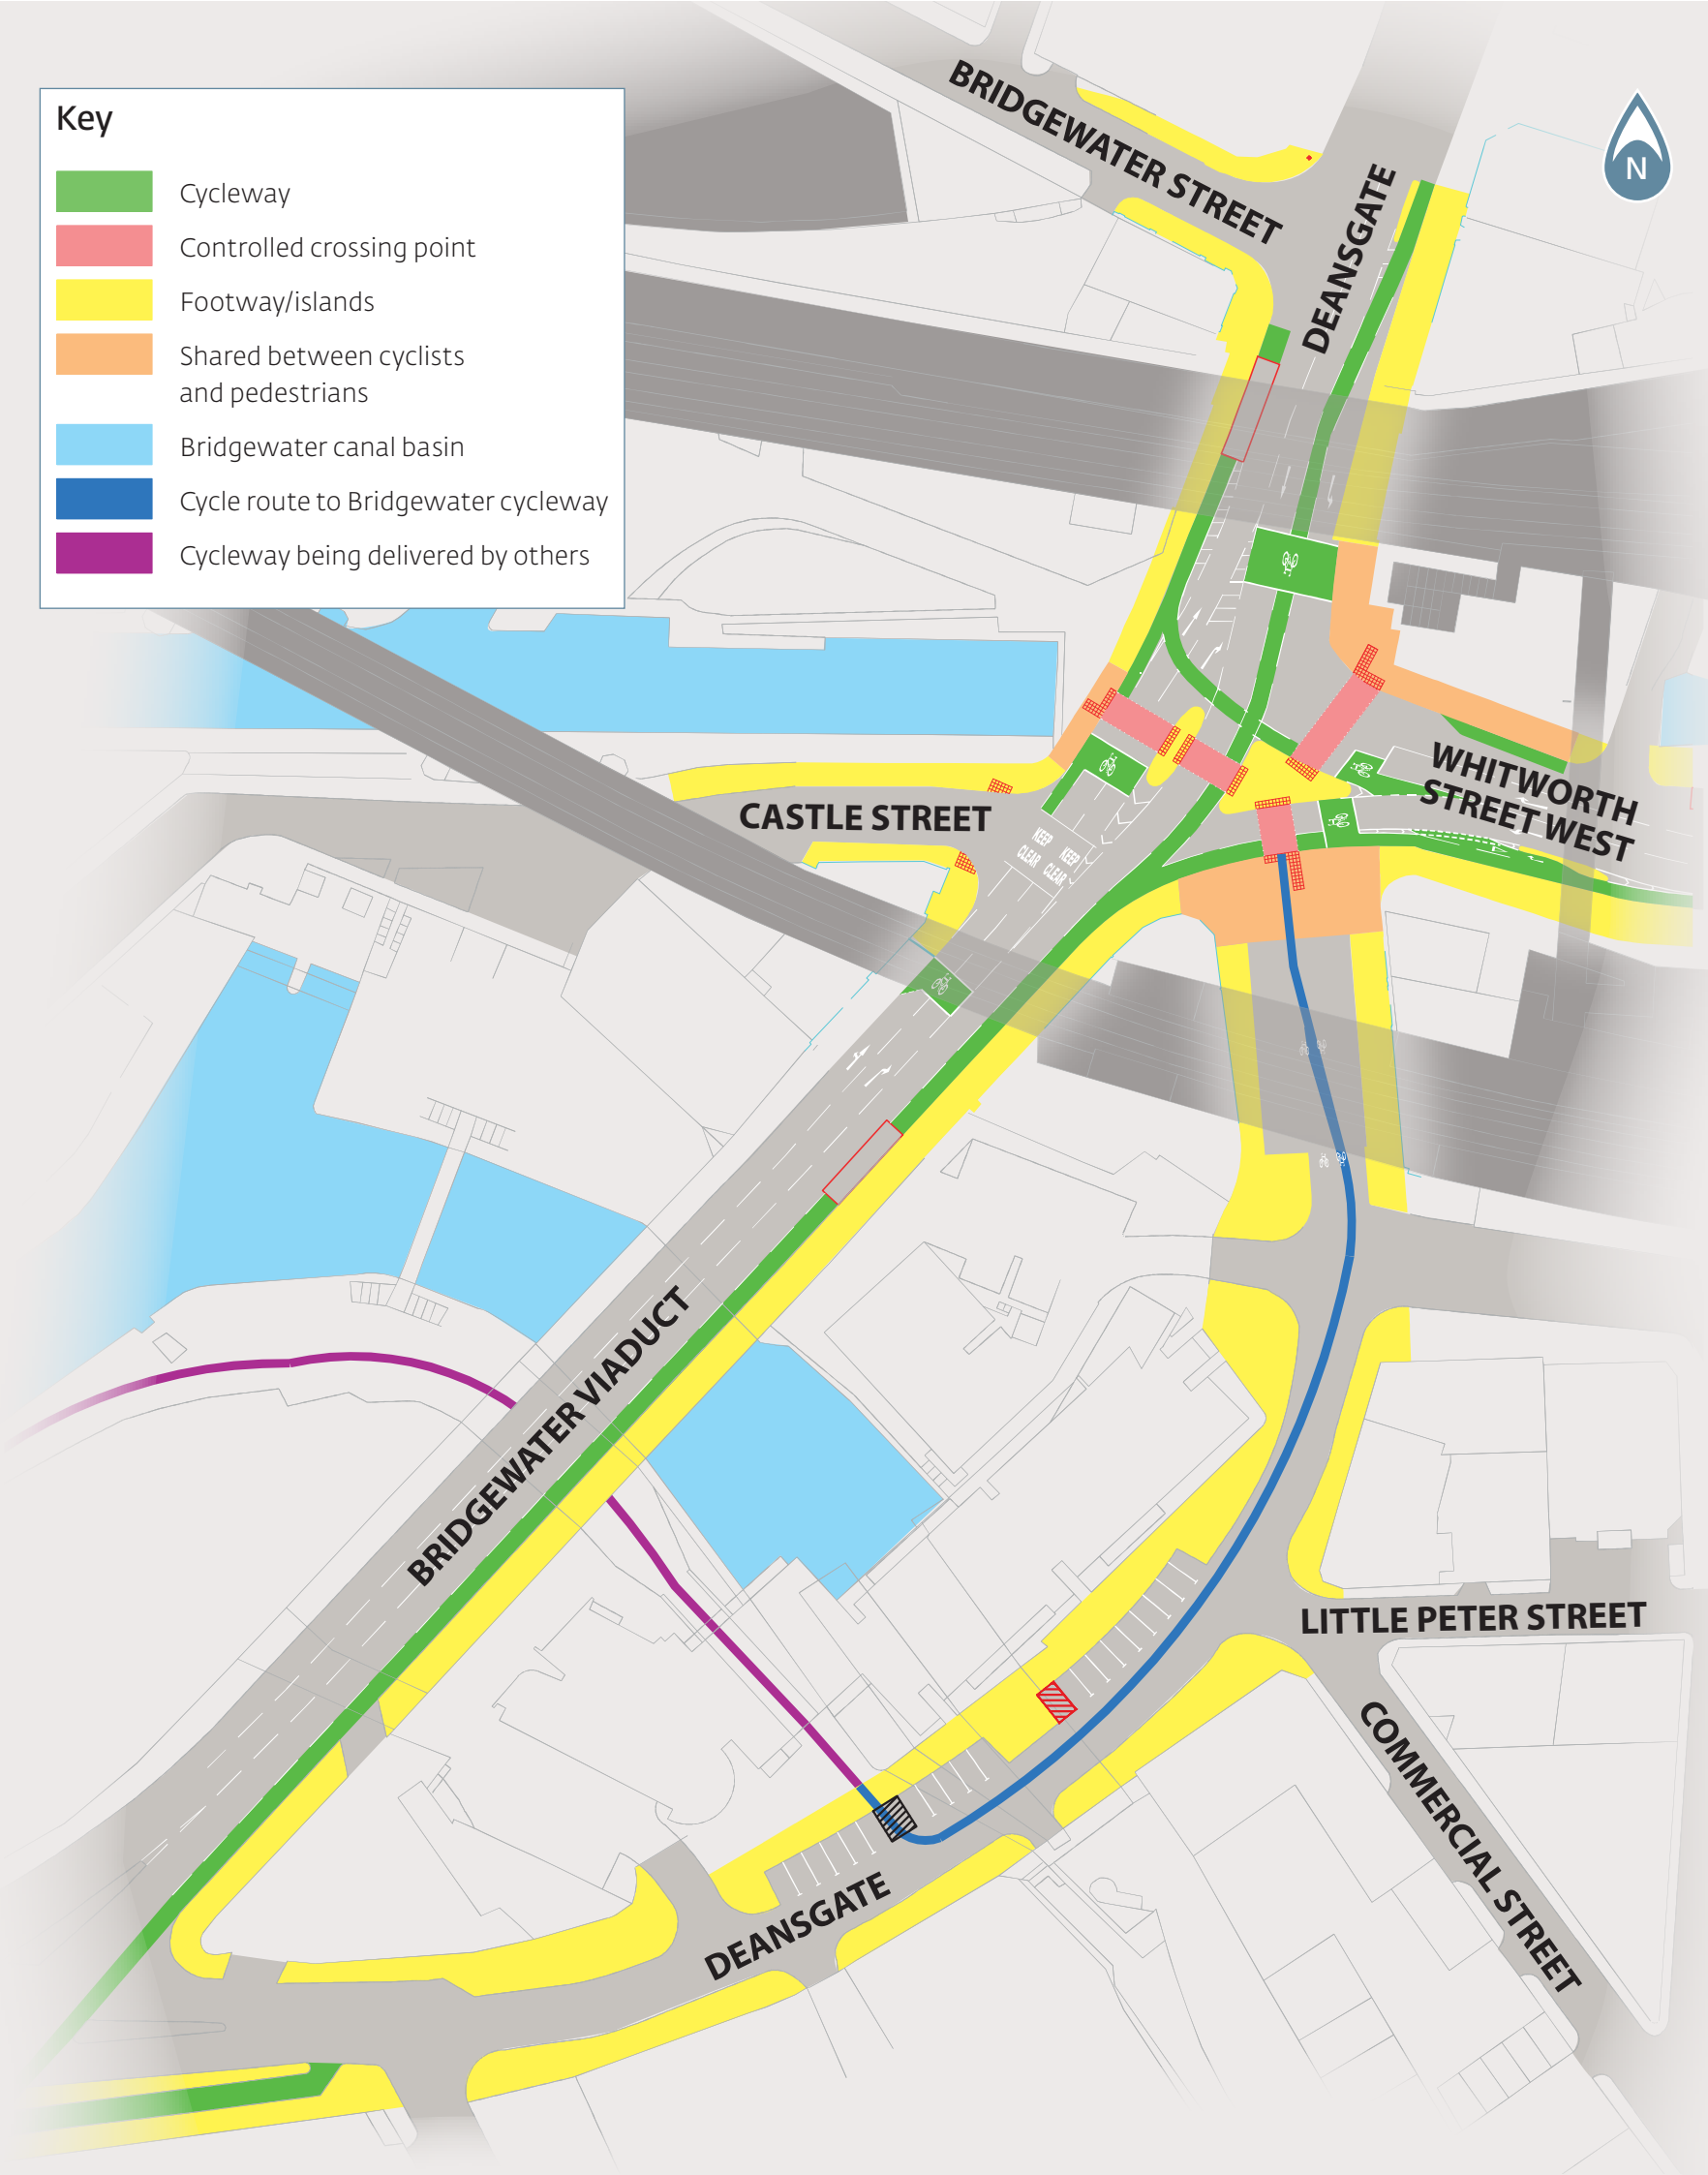 Key
Cycleway
Controlled crossing point
Footway/islands
Shared between cyclists
and pedestrians
Bridgewater canal basin
Cycle route to Bridgewater cycleway
Cycleway being delivered by others
N
BRIDGEWATER STREET
DEANSGATE
WHITWORTH
STREET WEST
CASTLE STREET
KEEP
CLEAR
KEEP
CLEAR
BRIDGEWATER VIADUCT
LITTLE PETER STREET
COMMERCIAL STREET
DEANSGATE